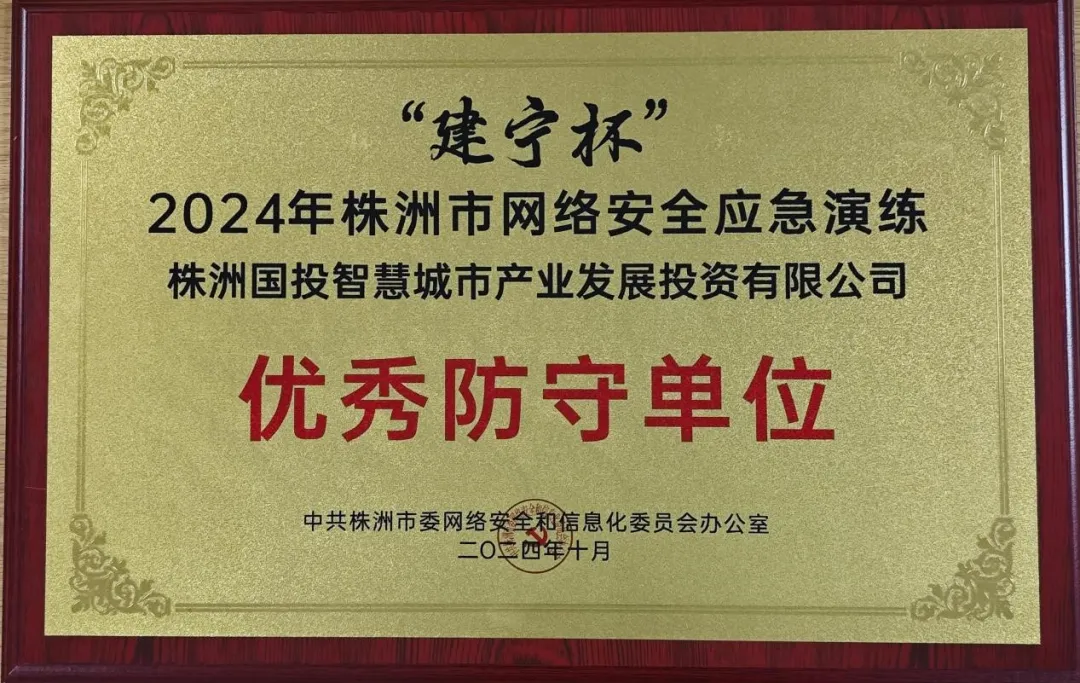 “建宁杯”
2024年株洲市网络安全应急演练
株洲国投智慧城市产业发展投资有限公司
优秀防守单位
中共株洲市委网络安全和信息化委员会办公室
二〇二四年十月